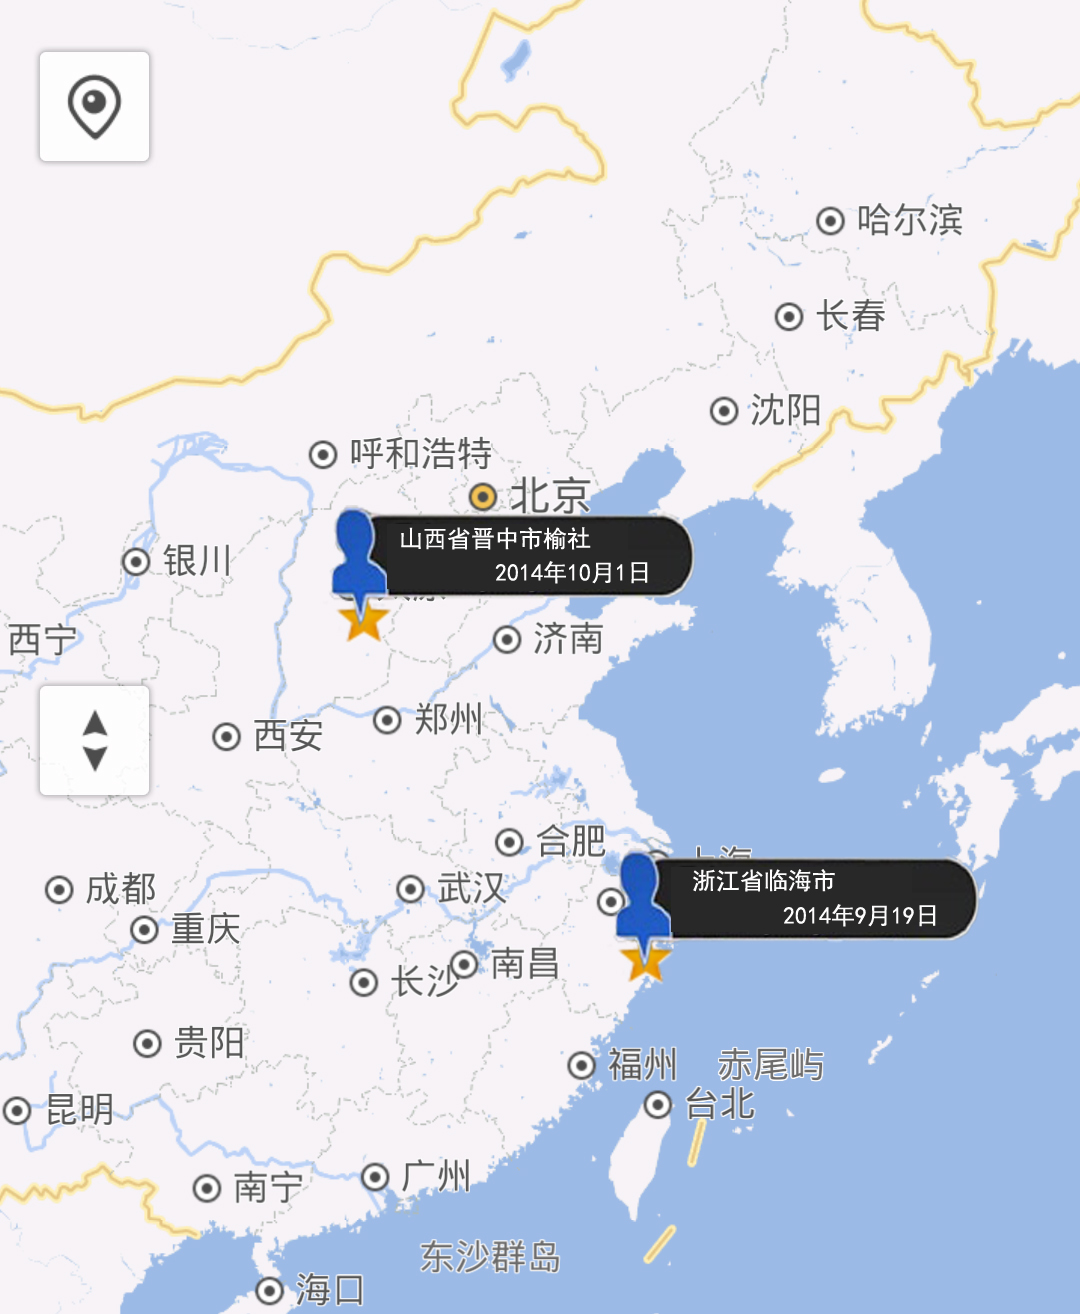 哈尔滨
长春
沈阳
呼和浩特
北京
山西省晋中市榆社
2014年10月1日
银川
西宁
济南
郑州
西安
合肥
上海
浙江省临海市
2014年9月19日
成都
武汉
重庆
南昌
长沙
贵阳
福州
赤尾屿
台北
昆明
广州
南宁
东沙群岛
海口